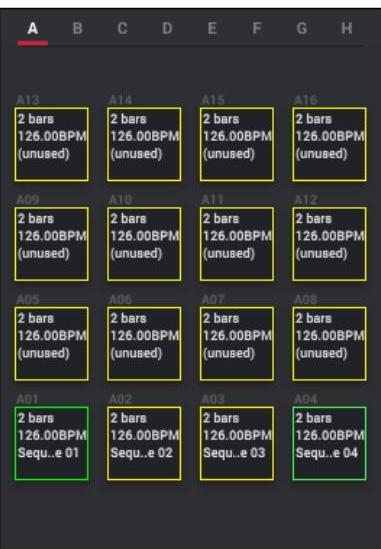 A B C D E F G H
A13 A14 A15 A16
2 bars 2 bars 2 bars 2 bars
126.00BPM 126.00BPM 126.00BPM 126.00BPM
(unused) (unused) (unused) (unused)
A09 A10 A11 A12
2 bars 2 bars 2 bars 2 bars
126.00BPM 126.00BPM 126.00BPM 126.00BPM
(unused) (unused) (unused) (unused)
A05 A06 A07 A08
2 bars 2 bars 2 bars 2 bars
126.00BPM 126.00BPM 126.00BPM 126.00BPM
(unused) (unused) (unused) (unused)
A01 A02 A03 A04
2 bars 2 bars 2 bars 2 bars
126.00BPM 126.00BPM 126.00BPM 126.00BPM
Sequ..e 01 Sequ..e 02 Sequ..e 03 Sequ..e 04